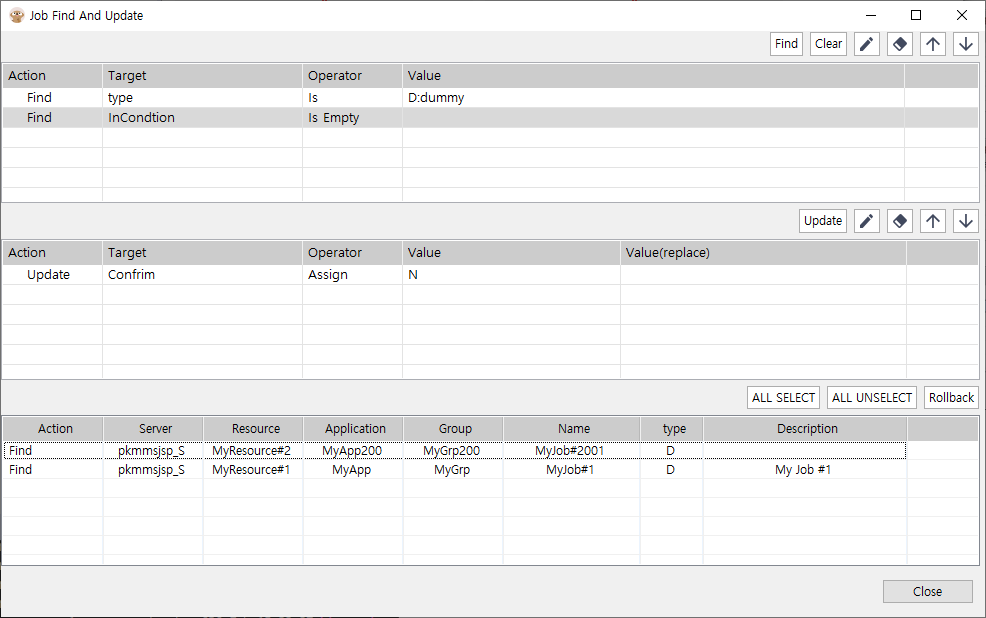 Job Find And Update
Find Clear
Action Target Operator Value
Find type Is D:dummy
Find InCondtion Is Empty
Update
Action Target Operator Value Value(replace)
Update Confrim Assign N
ALL SELECT ALL UNSELECT Rollback
Action Server Resource Application Group Name type Description
Find pkmmsjsp_S MyResource#2 MyApp200 MyGrp200 MyJob#2001 D
Find pkmmsjsp_S MyResource#1 MyApp MyGrp MyJob#1 D My Job #1
Close